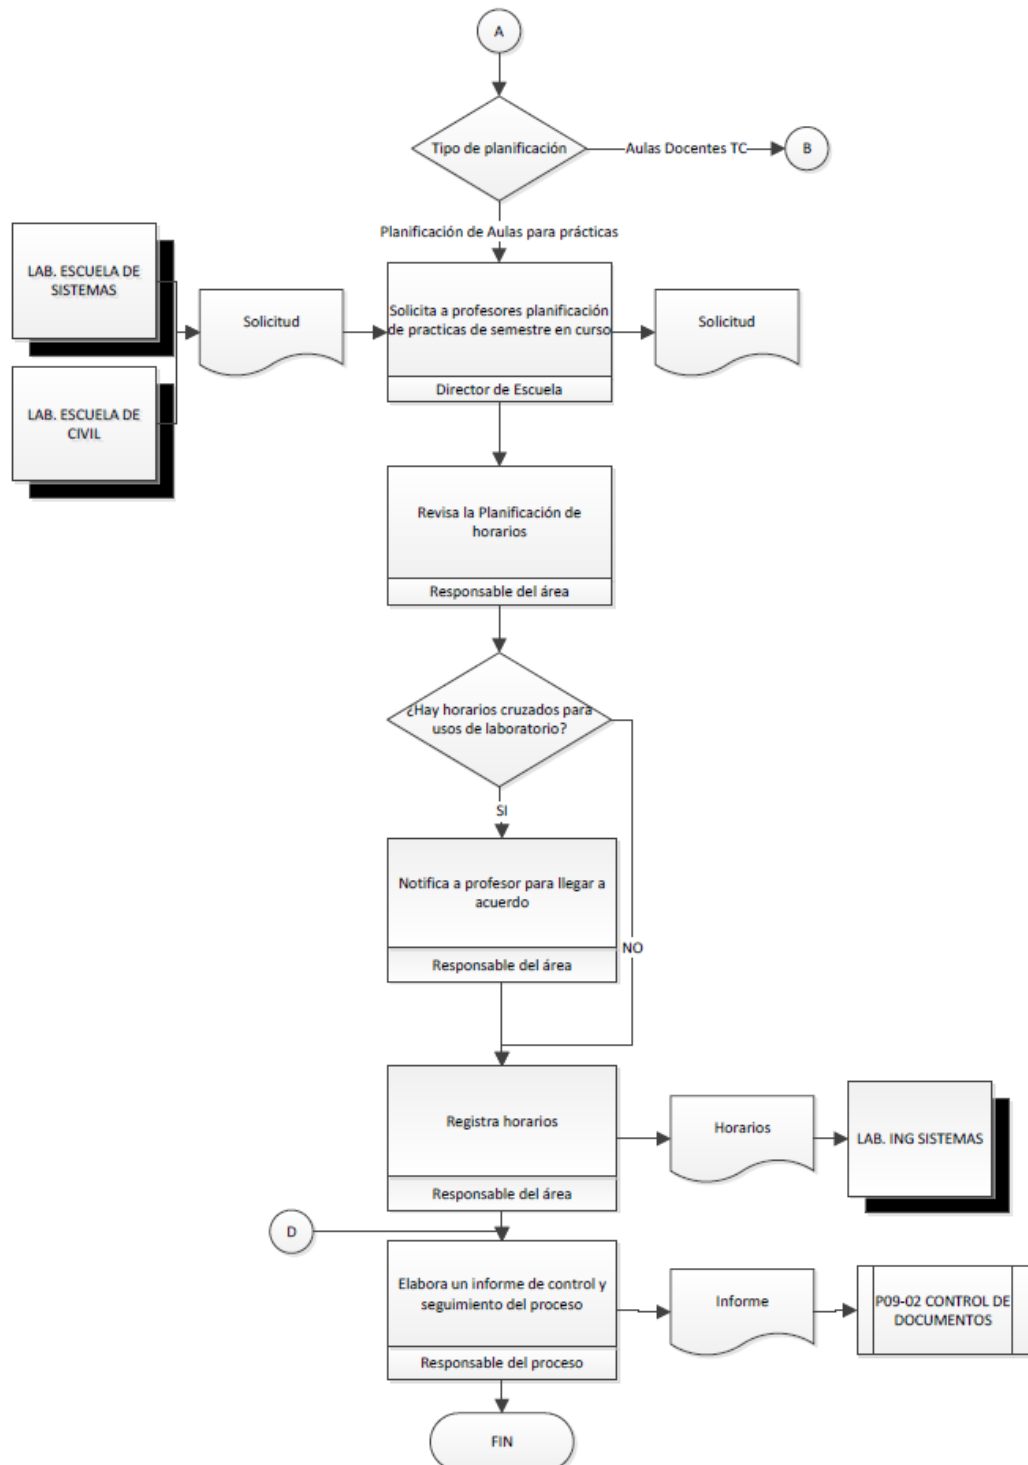 A
Tipo de planificación
Aulas Docentes TC
B
Planificación de Aulas para prácticas
LAB. ESCUELA DE
SISTEMAS
Solicitud
Solicita a profesores planificación
de practicas de semestre en curso
Director de Escuela
Solicitud
LAB. ESCUELA DE
CIVIL
Revisa la Planificación de
horarios
Responsable del área
¿Hay horarios cruzados para
usos de laboratorio?
SI
Notifica a profesor para llegar a
acuerdo
Responsable del área
NO
Registra horarios
Responsable del área
Horarios
LAB. ING SISTEMAS
D
Elabora un informe de control y
seguimiento del proceso
Responsable del proceso
Informe
P09-02 CONTROL DE
DOCUMENTOS
FIN